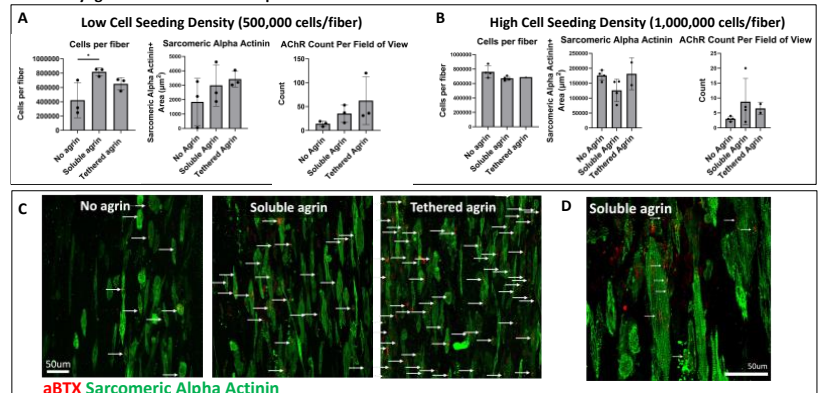 A
Low Cell Seeding Density (500,000 cells/fiber)
Cells per fiber
Cells per fiber
1000000
800000
600000
400000
200000
0
*
No agrin
Soluble agrin
Tethered agrin
Sarcomeric Alpha Actinin
Sarcomeric Alpha Actinin+
Area (µm²)
5000
4000
3000
2000
1000
0
No Agrin
Soluble Agrin
Tethered Agrin
AChR Count Per Field of View
Count
150
100
50
0
No Agrin
Soluble Agrin
Tethered Agrin
B
High Cell Seeding Density (1,000,000 cells/fiber)
Cells per fiber
Cells per fiber
1000000
800000
600000
400000
200000
0
No agrin
Soluble agrin
Tethered agrin
Sarcomeric Alpha Actinin
Sarcomeric Alpha Actinin+
Area (µm²)
250000
200000
150000
100000
50000
0
No Agrin
Soluble Agrin
Tethered Agrin
AChR Count Per Field of View
Count
25
20
15
10
5
0
No Agrin
Soluble Agrin
Tethered Agrin
C
No agrin
Soluble agrin
Tethered agrin
50um
aBTX Sarcomeric Alpha Actinin
D
Soluble agrin
50um